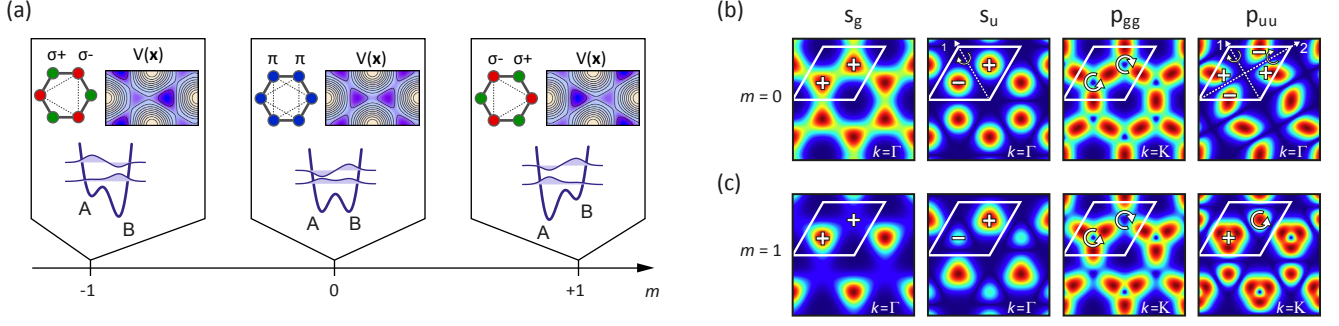 (a)
σ+ σ- V(x)
A
B
π π V(x)
A B
σ- σ+ V(x)
A
B
-1 0 +1 m
(b)
s_g s_u p_gg p_uu
m = 0
+ +
k=Γ
1
+
−
k=Γ
k=K
1 2
−
+ +
−
k=Γ
(c)
m = 1
+
+
k=Γ
+
−
k=Γ
k=K
+
k=K